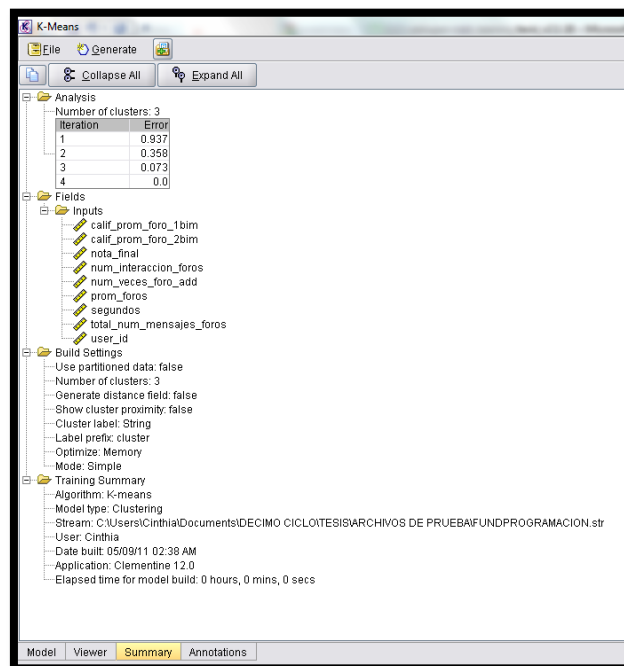 K-Means
File Generate
Collapse All Expand All
Analysis
Number of clusters: 3
Iteration Error
1 0.937
2 0.358
3 0.073
4 0.0
Fields
Inputs
calif_prom_foro_1bim
calif_prom_foro_2bim
nota_final
num_interaccion_foros
num_veces_foro_add
prom_foros
segundos
total_num_mensajes_foros
user_id
Build Settings
Use partitioned data: false
Number of clusters: 3
Generate distance field: false
Show cluster proximity: false
Cluster label: String
Label prefix: cluster
Optimize: Memory
Mode: Simple
Training Summary
Algorithm: K-means
Model type: Clustering
Stream: C:\Users\Cinthia\Documents\DECIMO CICLO\TESIS\ARCHIVOS DE PRUEBA\FUNDPROGRAMACION.str
User: Cinthia
Date built: 05/09/11 02:38 AM
Application: Clementine 12.0
Elapsed time for model build: 0 hours, 0 mins, 0 secs
Model Viewer Summary Annotations